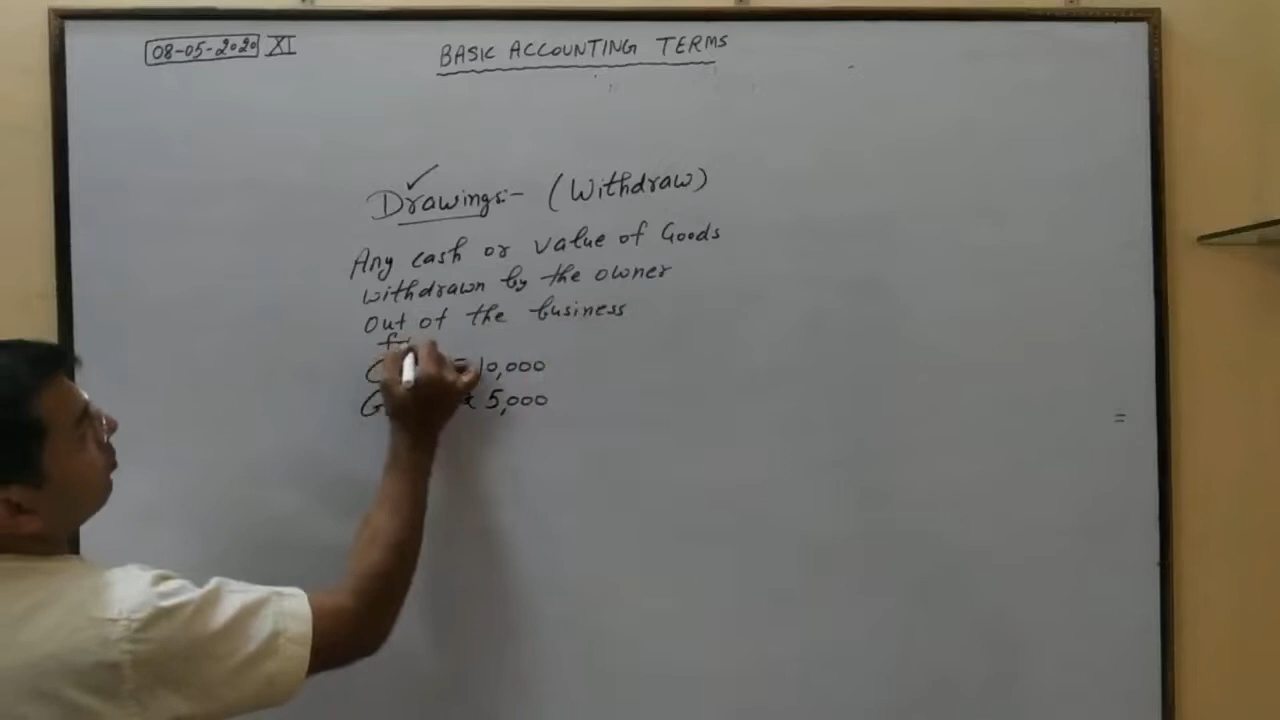 08-05-2020 XI
BASIC ACCOUNTING TERMS
Drawings:- (Withdraw)
Any cash or value of Goods
withdrawn by the owner
out of the business
10,000
5,000
=